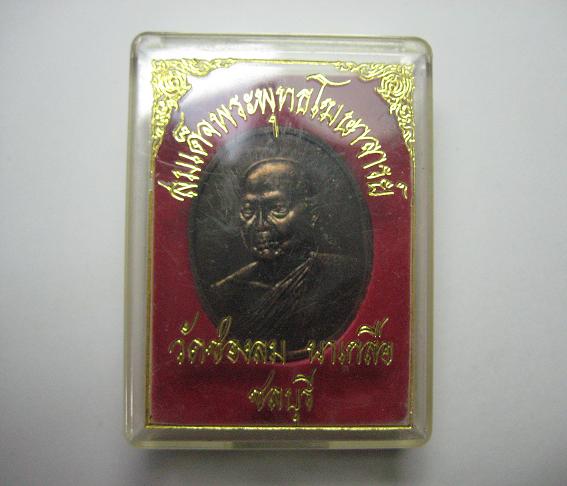 สมเด็จพระพุทธโฆษาจารย์
วัดช่องลม นาเกลือ
ชลบุรี